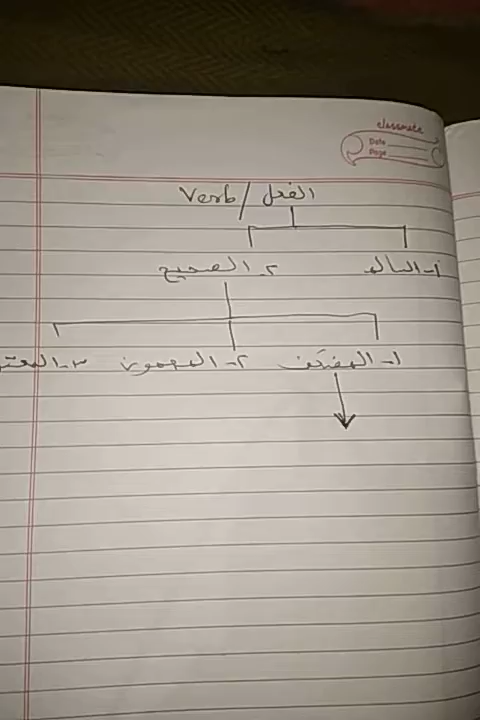 classmate
Date
Page
الفعل / Verb
١- السالم
٢- الصحيح
١- المضعف
٢- المهموز